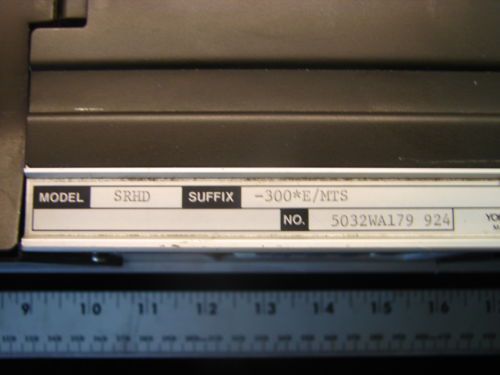 MODEL SRHD SUFFIX -300*E/MTS
NO. 5032WA179 924
9 10 11 12 13 14 15 16